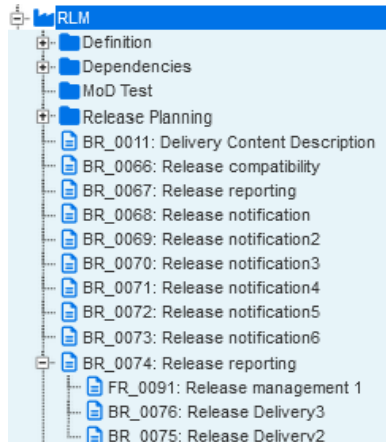 RLM
Definition
Dependencies
MoD Test
Release Planning
BR_0011: Delivery Content Description
BR_0066: Release compatibility
BR_0067: Release reporting
BR_0068: Release notification
BR_0069: Release notification2
BR_0070: Release notification3
BR_0071: Release notification4
BR_0072: Release notification5
BR_0073: Release notification6
BR_0074: Release reporting
FR_0091: Release management 1
BR_0076: Release Delivery3
BR_0075: Release Delivery2